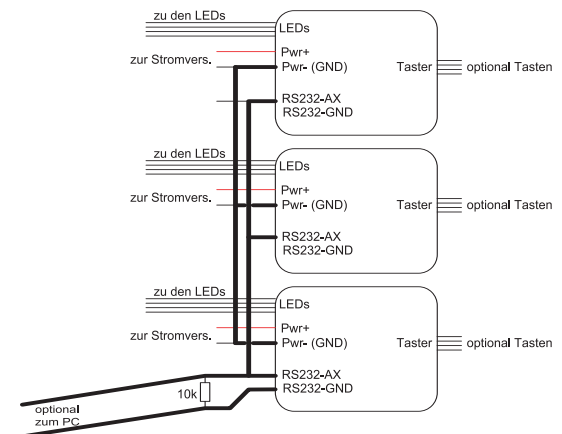 zu den LEDs
LEDs
Pwr+
zur Stromvers.
Pwr- (GND)
Taster
optional Tasten
RS232-AX
RS232-GND
zu den LEDs
LEDs
Pwr+
zur Stromvers.
Pwr- (GND)
Taster
optional Tasten
RS232-AX
RS232-GND
zu den LEDs
LEDs
Pwr+
zur Stromvers.
Pwr- (GND)
Taster
optional Tasten
RS232-AX
RS232-GND
10k
optional
zum PC